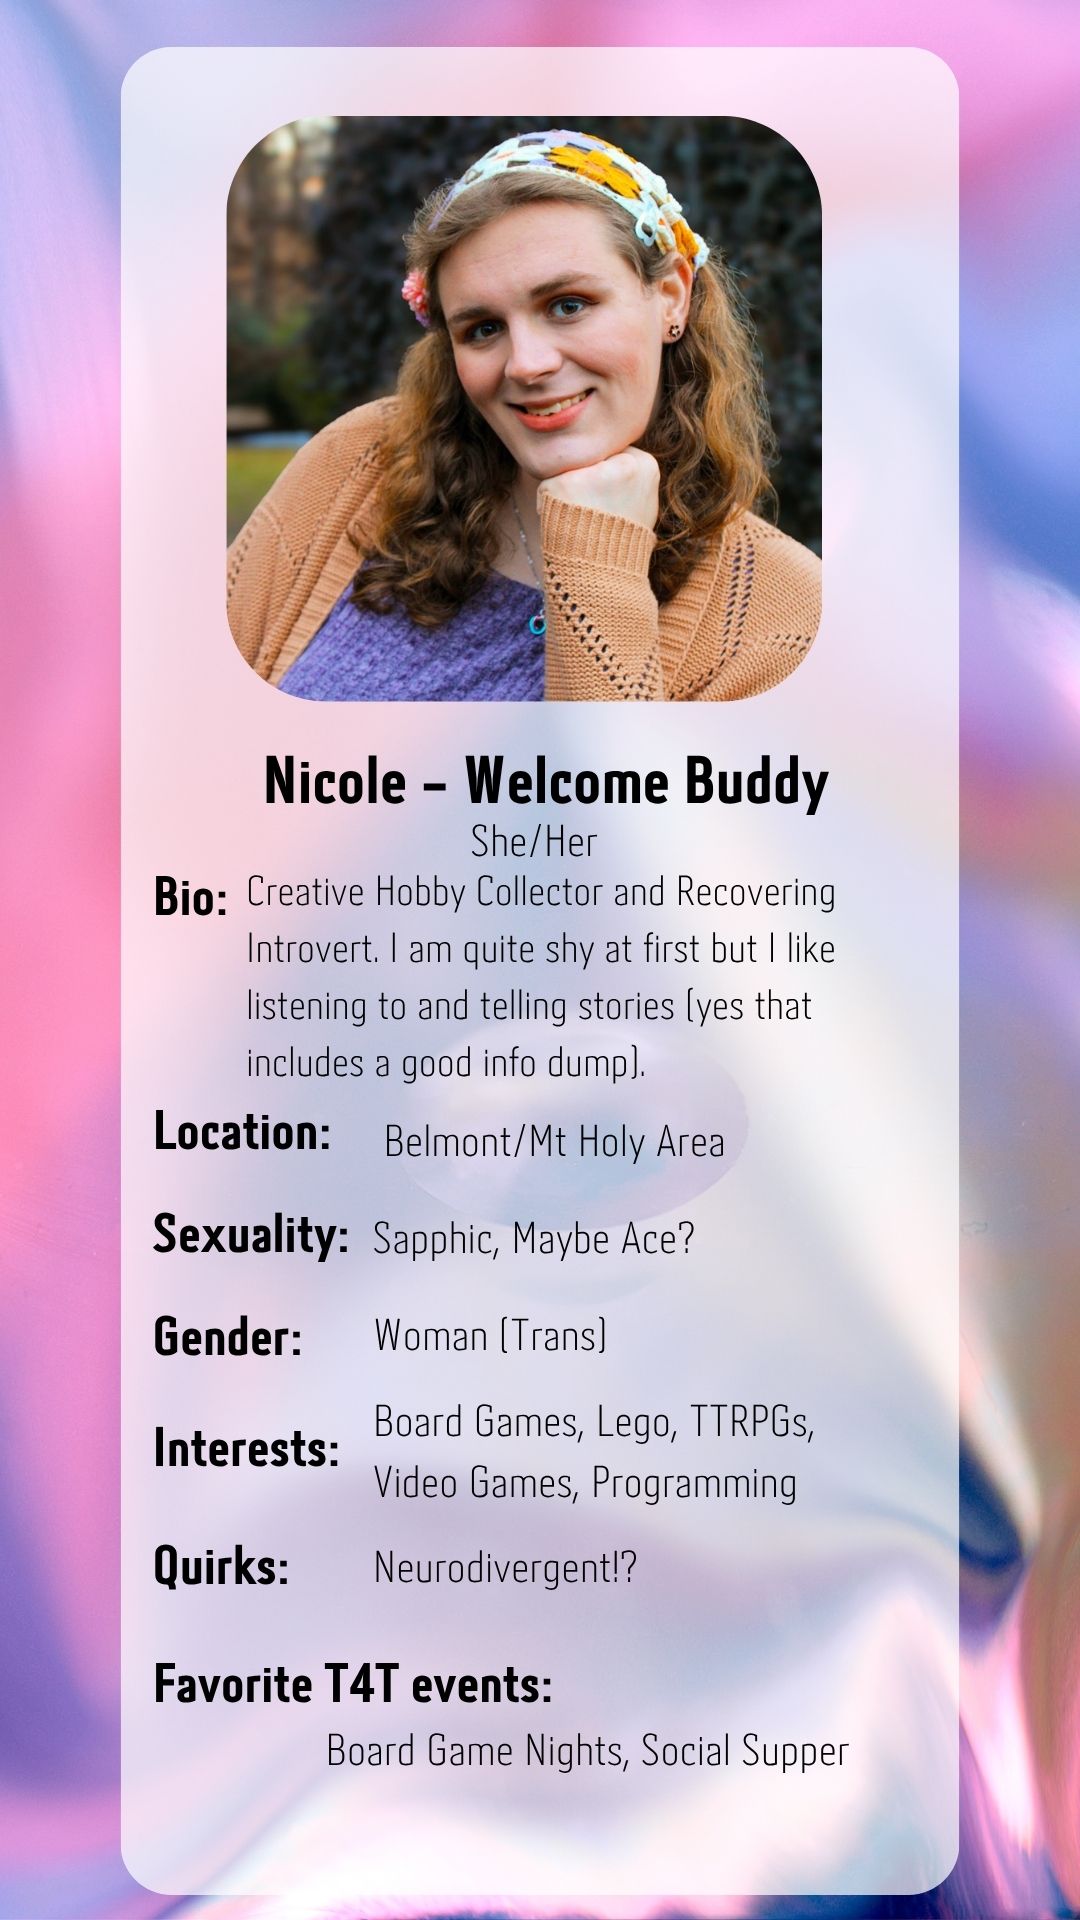 Nicole - Welcome Buddy
She/Her
Bio: Creative Hobby Collector and Recovering
Introvert. I am quite shy at first but I like
listening to and telling stories (yes that
includes a good info dump).
Location: Belmont/Mt Holy Area
Sexuality: Sapphic, Maybe Ace?
Gender: Woman (Trans)
Interests: Board Games, Lego, TTRPGs,
Video Games, Programming
Quirks: Neurodivergent!?
Favorite T4T events:
Board Game Nights, Social Supper